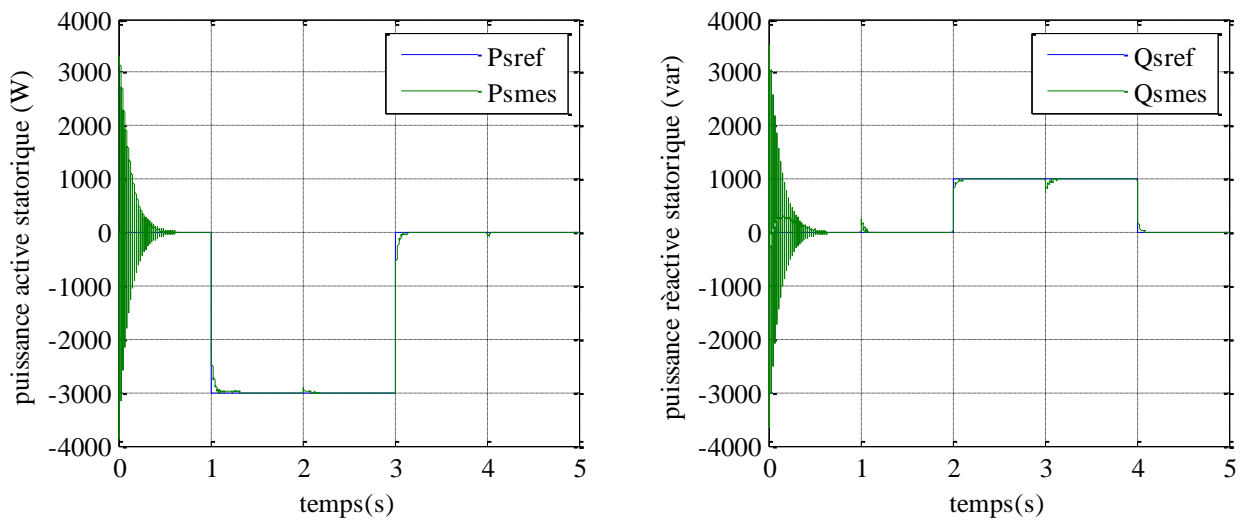 puissance active statorique (W)
4000
3000
2000
1000
0
-1000
-2000
-3000
-4000
Psref
Psmes
0 1 2 3 4 5
temps(s)
puissance rèactive statorique (var)
4000
3000
2000
1000
0
-1000
-2000
-3000
-4000
Qsref
Qsmes
0 1 2 3 4 5
temps(s)